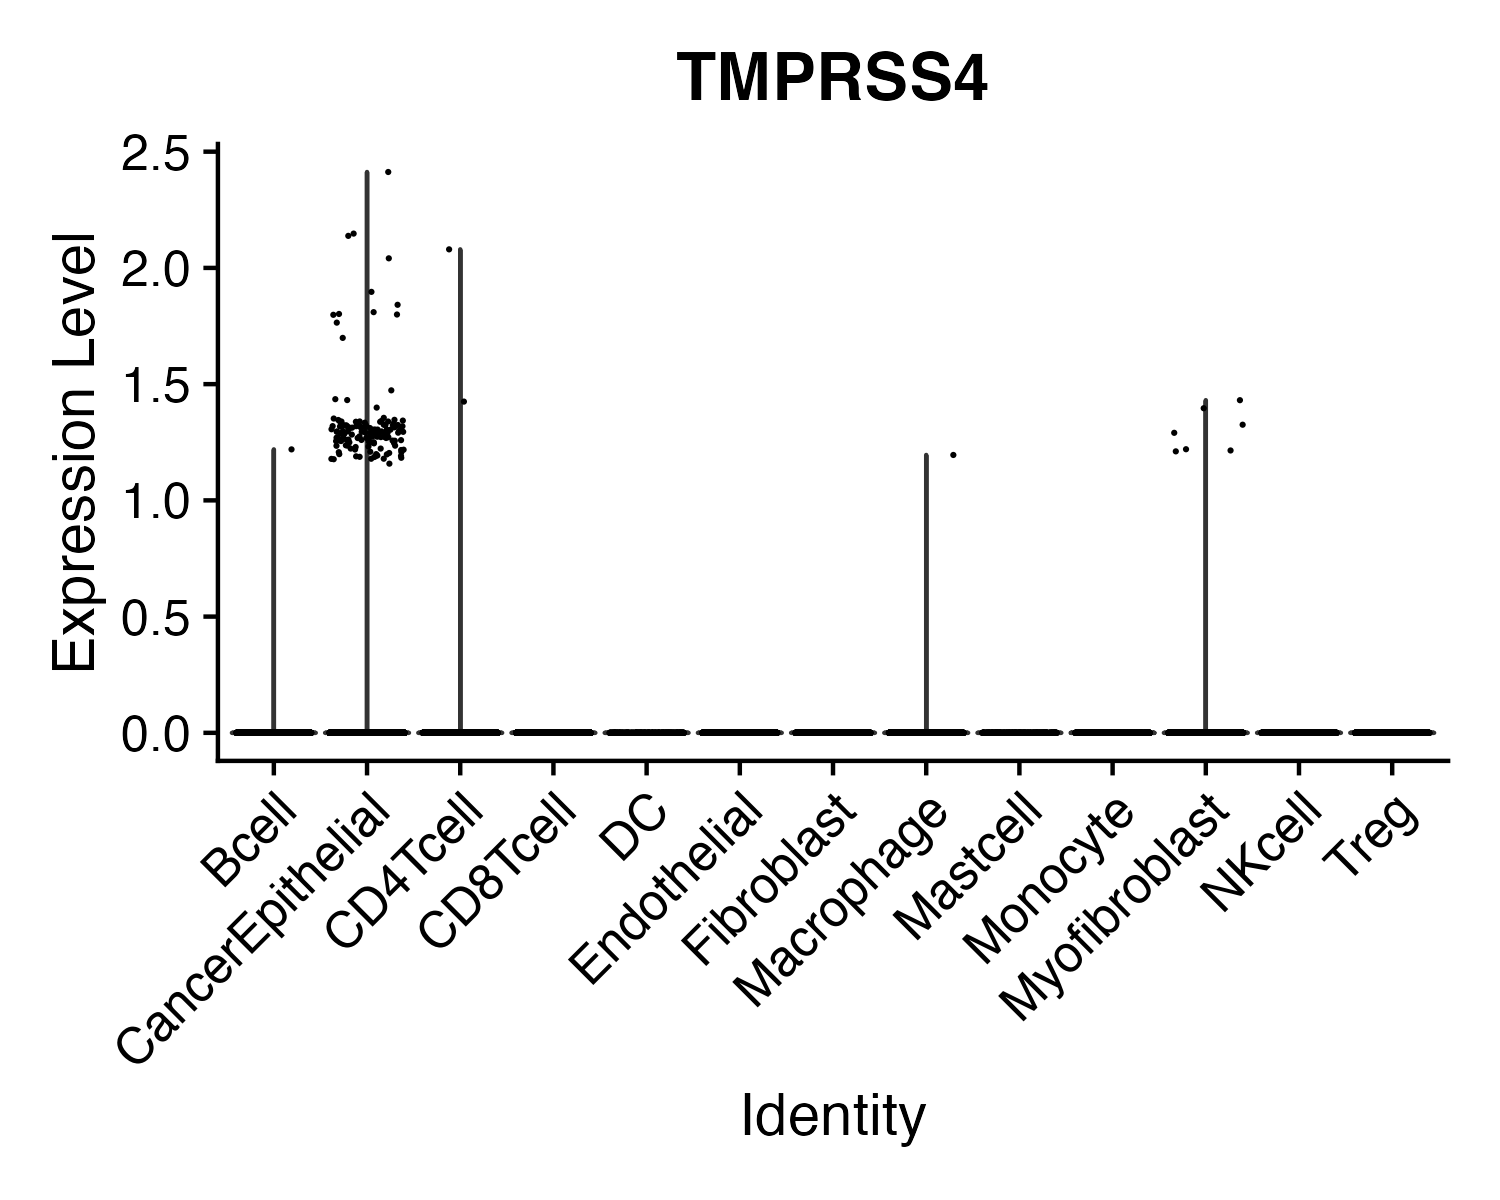 TMPRSS4
Expression Level
2.5
2.0
1.5
1.0
0.5
0.0
Bcell
CancerEpithelial
CD4Tcell
CD8Tcell
DC
Endothelial
Fibroblast
Macrophage
Mastcell
Monocyte
Myofibroblast
NKcell
Treg
Identity